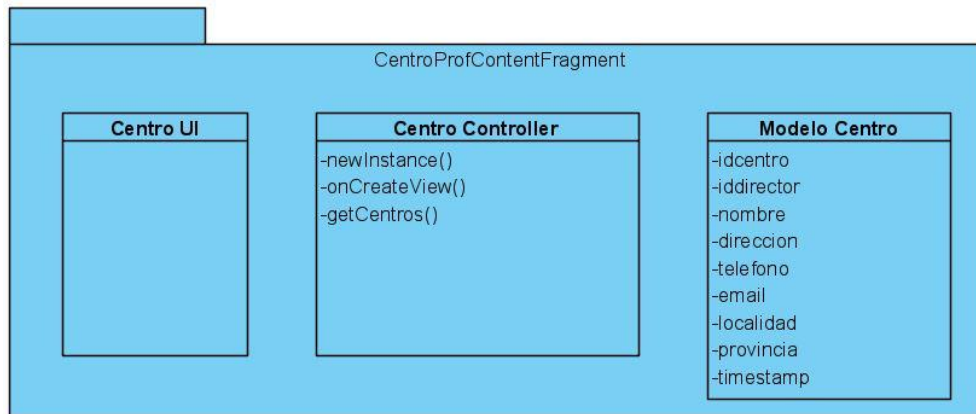 CentroProfContentFragment
Centro UI
Centro Controller
-newInstance()
-onCreateView()
-getCentros()
Modelo Centro
-idcentro
-iddirector
-nombre
-direccion
-telefono
-email
-localidad
-provincia
-timestamp